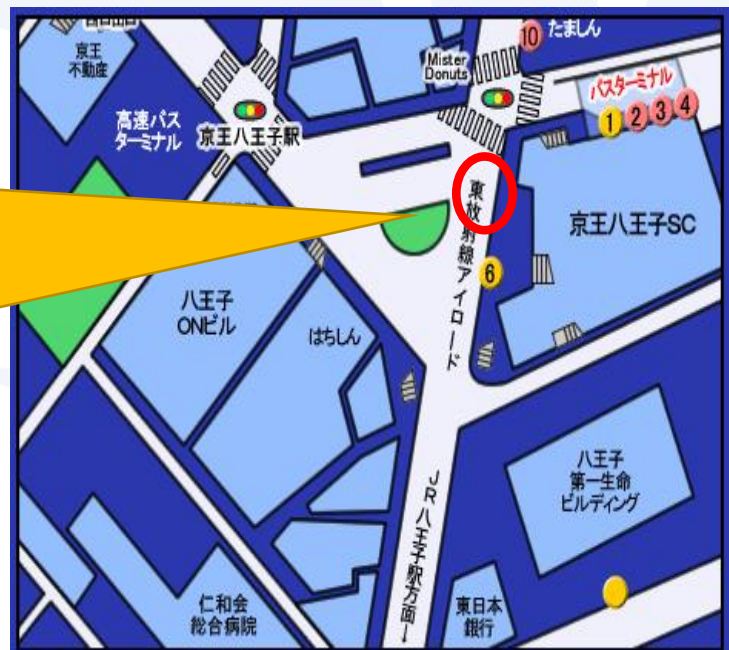 10
たましん
京王
不動産
Mister
Donuts
バスターミナル
1 2 3 4
高速バス
ターミナル
京王八王子駅
東放射線アイロード
京王八王子SC
6
八王子
ONビル
はちしん
八王子
第一生命
ビルディング
JR八王子駅方面→
仁和会
総合病院
東日本
銀行